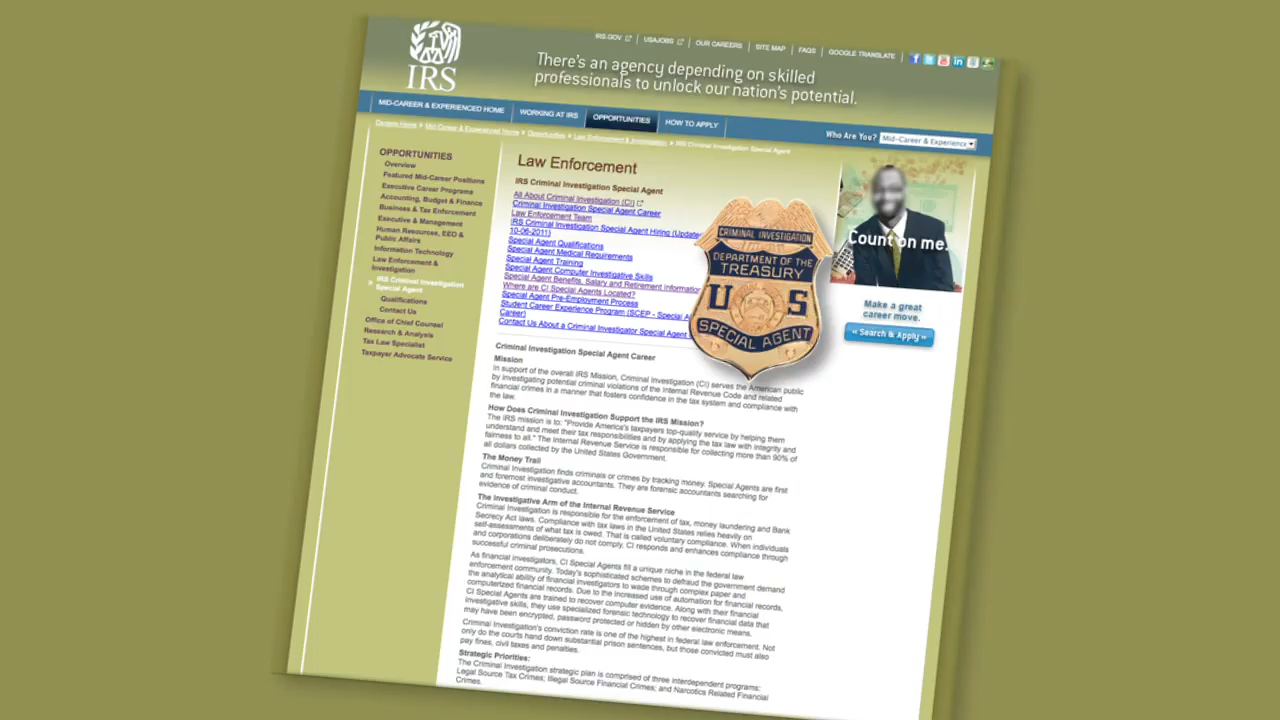 IRS
IRS.GOV
USAJOBS
OUR CAREERS
SITE MAP
FAQS
GOOGLE TRANSLATE
There's an agency depending on skilled
professionals to unlock our nation's potential.
MID-CAREER & EXPERIENCED HOME
WORKING AT IRS
OPPORTUNITIES
HOW TO APPLY
Who Are You? Mid-Career & Experience
Careers Home Mid Career & Experienced Home Opportunities Law Enforcement & Investigation IRS Criminal Investigation Special Agent
OPPORTUNITIES
Overview
Featured Mid-Career Positions
Executive Career Programs
Accounting, Budget & Finance
Business & Tax Enforcement
Executive & Management
Human Resources, EEO &
Public Affairs
Information Technology
Law Enforcement &
Investigation
IRS Criminal Investigation
Special Agent
Qualifications
Contact Us
Office of Chief Counsel
Research & Analysis
Tax Law Specialist
Taxpayer Advocate Service
Law Enforcement
IRS Criminal Investigation Special Agent
All About Criminal Investigation (CI)
Criminal Investigation Special Agent Career
Law Enforcement Team
IRS Criminal Investigation Special Agent Hiring (Update
10-06-2011)
Special Agent Qualifications
Special Agent Medical Requirements
Special Agent Training
Special Agent Computer Investigative Skills
Special Agent Benefits, Salary and Retirement Information
Where are CI Special Agents Located?
Special Agent Pre-Employment Process
Student Career Experience Program (SCEP - Special A
Career)
Contact Us About a Criminal Investigator Special Agent
CRIMINAL INVESTIGATION
DEPARTMENT OF THE
TREASURY
U S
SPECIAL AGENT
Count on me.
Make a great
career move.
« Search & Apply »
Criminal Investigation Special Agent Career
Mission
In support of the overall IRS Mission, Criminal Investigation (CI) serves the American public
by investigating potential criminal violations of the Internal Revenue Code and related
financial crimes in a manner that fosters confidence in the tax system and compliance with
the law.
How Does Criminal Investigation Support the IRS Mission?
The IRS mission is to: "Provide America's taxpayers top-quality service by helping them
understand and meet their tax responsibilities and by applying the tax law with integrity and
fairness to all." The Internal Revenue Service is responsible for collecting more than 90% of
all dollars collected by the United States Government.
The Money Trail
Criminal Investigation finds criminals or crimes by tracking money. Special Agents are first
and foremost investigative accountants. They are forensic accountants searching for
evidence of criminal conduct.
The Investigative Arm of the Internal Revenue Service
Criminal Investigation is responsible for the enforcement of tax, money laundering and Bank
Secrecy Act laws. Compliance with tax laws in the United States relies heavily on
self-assessments of what tax is owed. That is called voluntary compliance. When individuals
and corporations deliberately do not comply, CI responds and enhances compliance through
successful criminal prosecutions.
As financial investigators, CI Special Agents fill a unique niche in the federal law
enforcement community. Today's sophisticated schemes to defraud the government demand
the analytical ability of financial investigators to wade through complex paper and
computerized financial records. Due to the increased use of automation for financial records,
CI Special Agents are trained to recover computer evidence. Along with their financial
investigative skills, they use specialized forensic technology to recover financial data that
may have been encrypted, password protected or hidden by other electronic means.
Criminal Investigation's conviction rate is one of the highest in federal law enforcement. Not
only do the courts hand down substantial prison sentences, but those convicted must also
pay fines, civil taxes and penalties.
Strategic Priorities:
The Criminal Investigation strategic plan is comprised of three interdependent programs:
Legal Source Tax Crimes; Illegal Source Financial Crimes; and Narcotics Related Financial
Crimes.